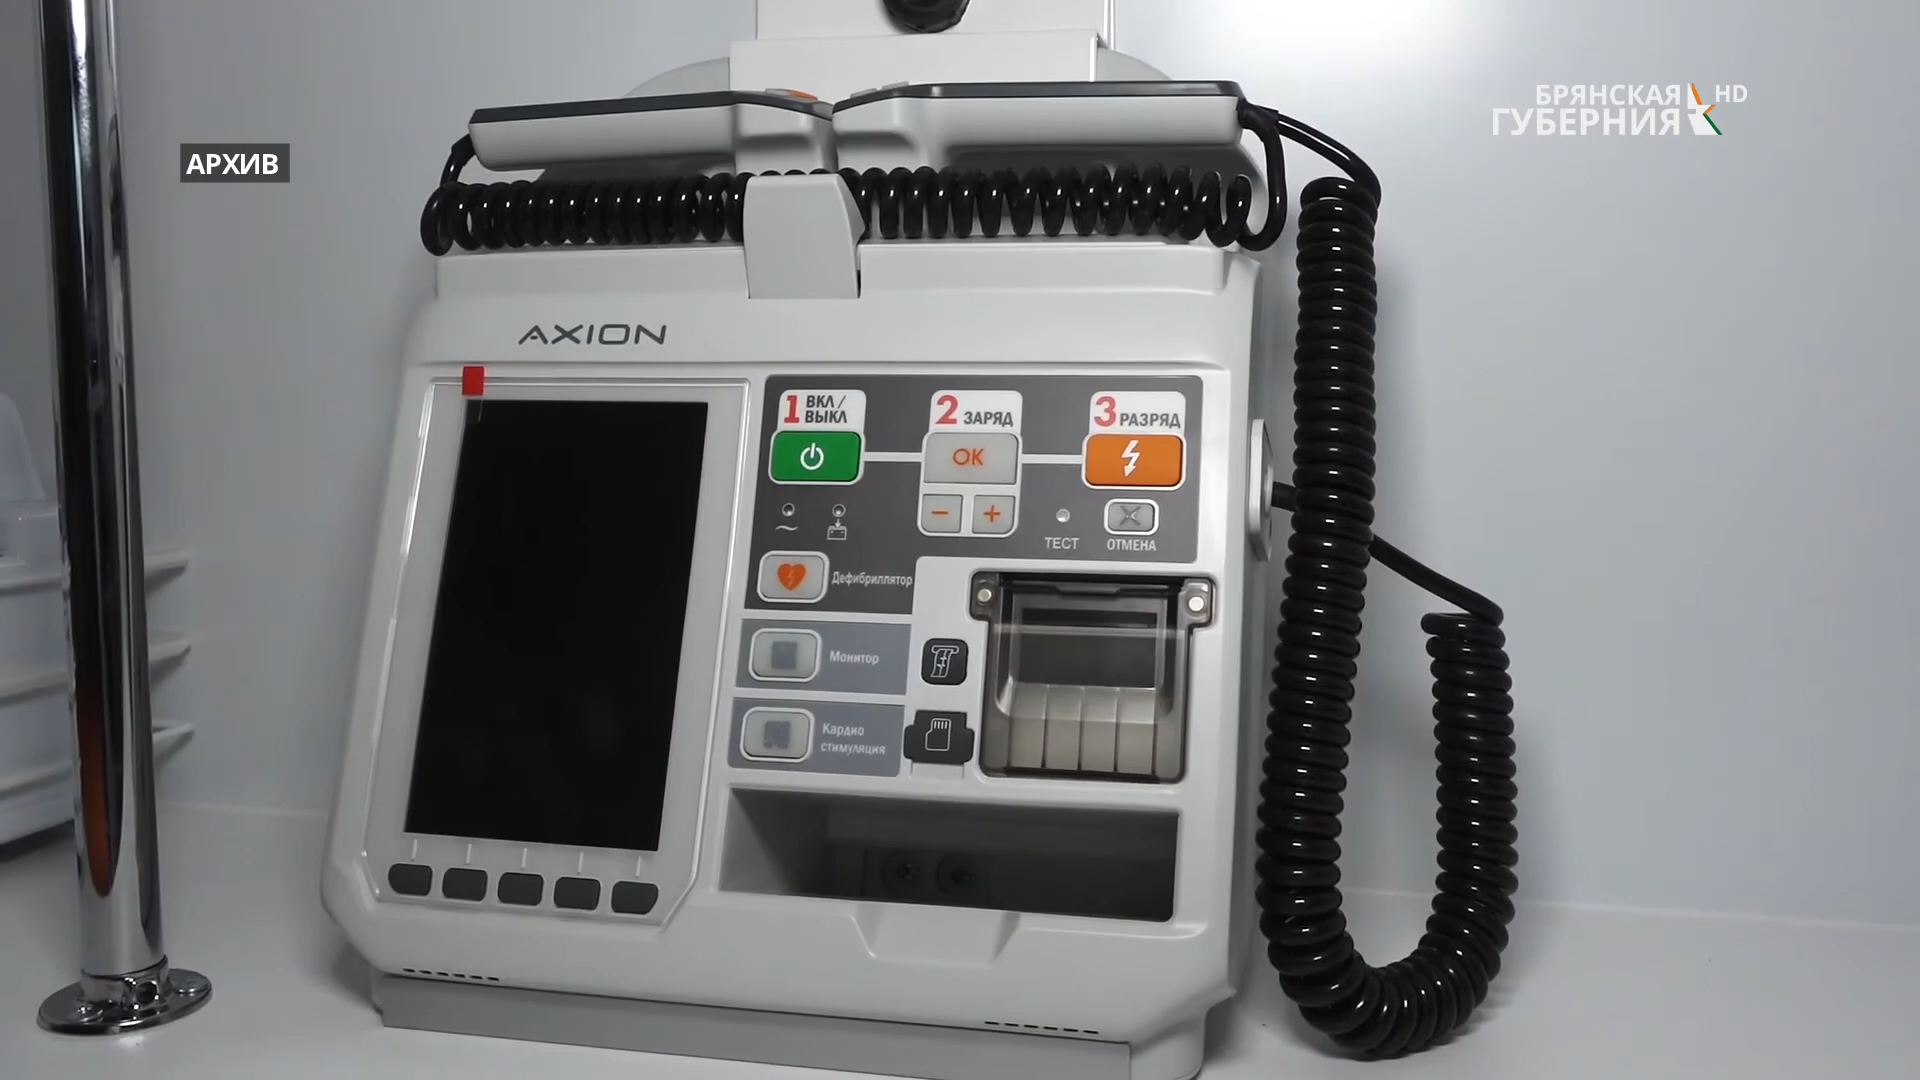 БРЯНСКАЯ HD
ГУБЕРНИЯ
АРХИВ
AXION
1 ВКЛ/
ВЫКЛ
2 ЗАРЯД
3 РАЗРЯД
OK
ТЕСТ
ОТМЕНА
Дефибриллятор
Монитор
Кардио
стимуляция